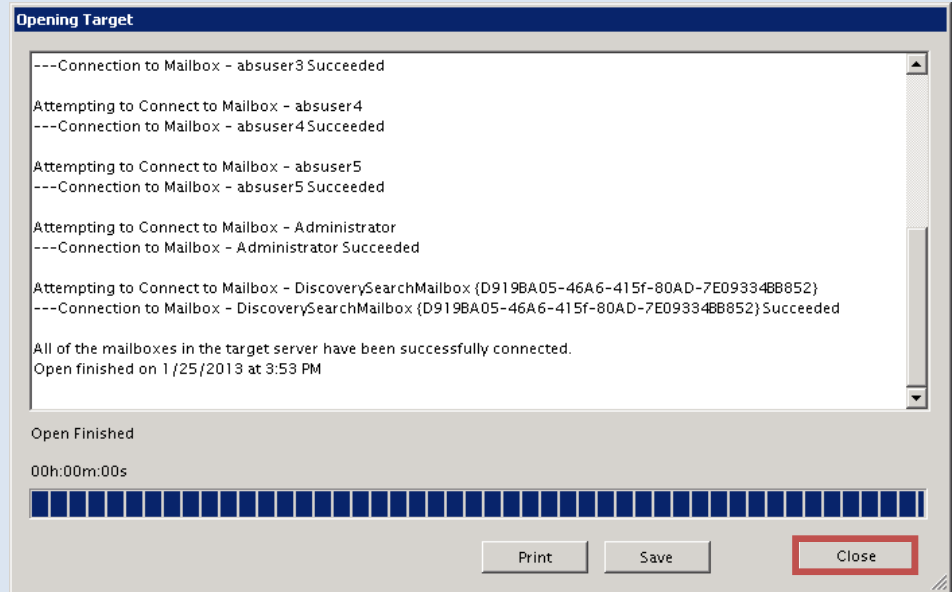 Opening Target
---Connection to Mailbox - absuser3 Succeeded
Attempting to Connect to Mailbox - absuser4
---Connection to Mailbox - absuser4 Succeeded
Attempting to Connect to Mailbox - absuser5
---Connection to Mailbox - absuser5 Succeeded
Attempting to Connect to Mailbox - Administrator
---Connection to Mailbox - Administrator Succeeded
Attempting to Connect to Mailbox - DiscoverySearchMailbox {D919BA05-46A6-415f-80AD-7E09334BB852}
---Connection to Mailbox - DiscoverySearchMailbox {D919BA05-46A6-415f-80AD-7E09334BB852} Succeeded
All of the mailboxes in the target server have been successfully connected.
Open finished on 1/25/2013 at 3:53 PM
Open Finished
00h:00m:00s
Print Save Close